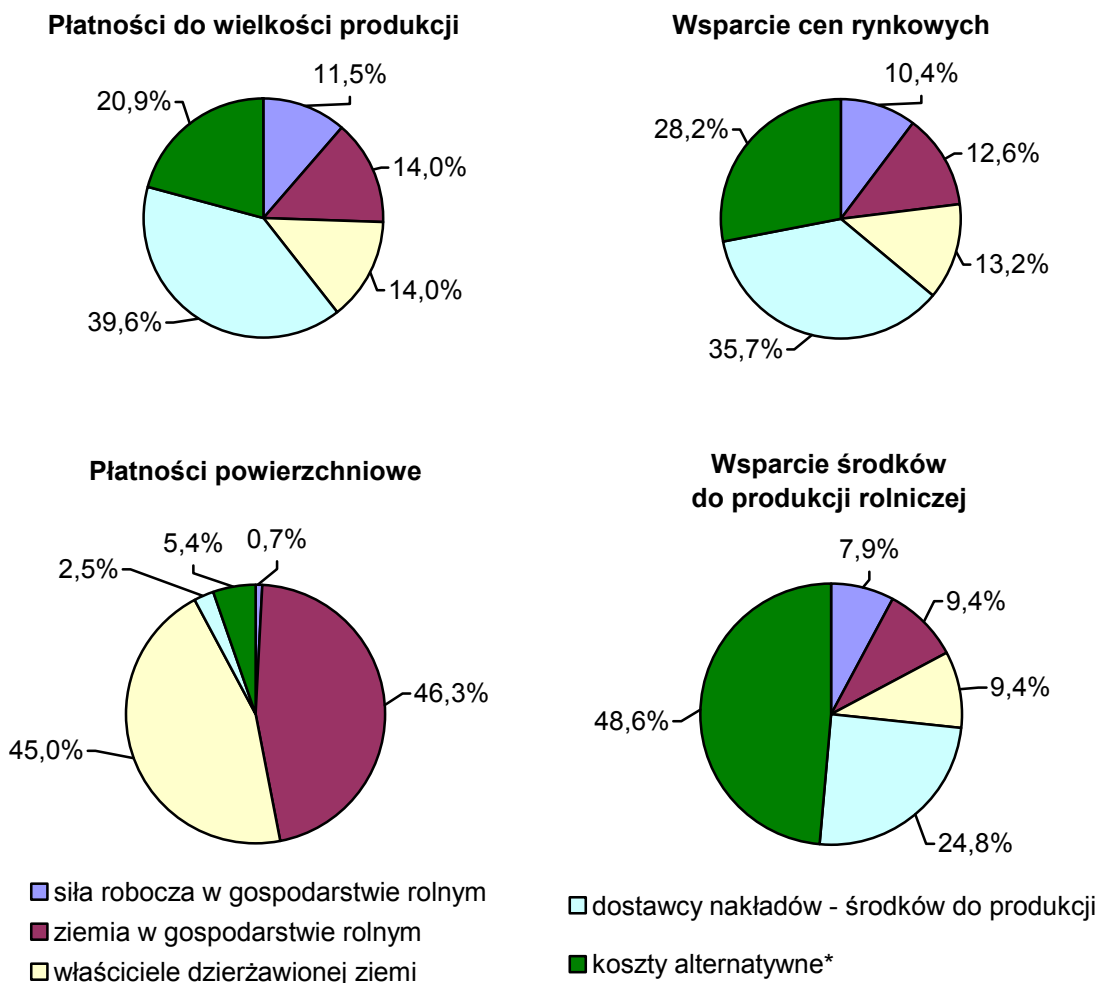 Płatności do wielkości produkcji
11,5%
14,0%
14,0%
39,6%
20,9%
Wsparcie cen rynkowych
10,4%
12,6%
13,2%
35,7%
28,2%
Płatności powierzchniowe
0,7%
46,3%
45,0%
2,5%
5,4%
Wsparcie środków
do produkcji rolniczej
7,9%
9,4%
9,4%
24,8%
48,6%
siła robocza w gospodarstwie rolnym
ziemia w gospodarstwie rolnym
właściciele dzierżawionej ziemi
dostawcy nakładów - środków do produkcji
koszty alternatywne*